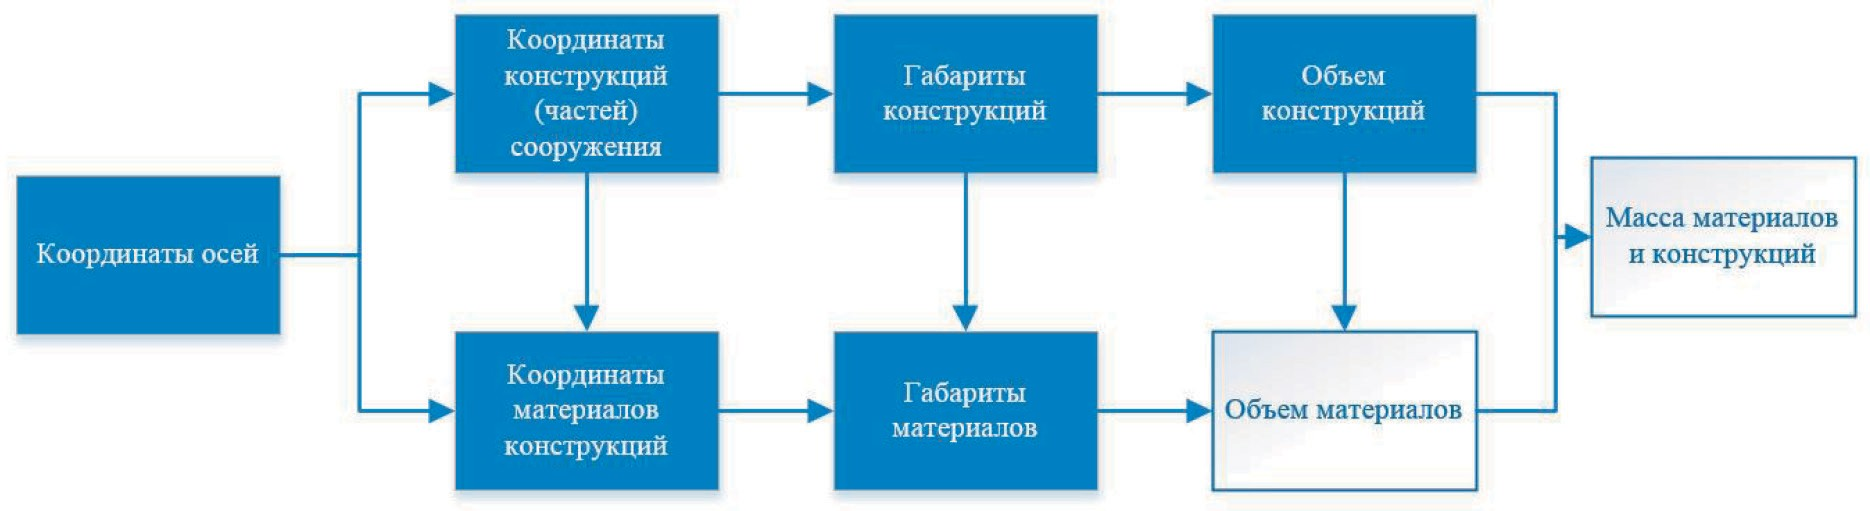 Координаты осей
Координаты
конструкций
(частей)
сооружения
Габариты
конструкций
Объем
конструкций
Координаты
материалов
конструкций
Габариты
материалов
Объем материалов
Масса материалов
и конструкций